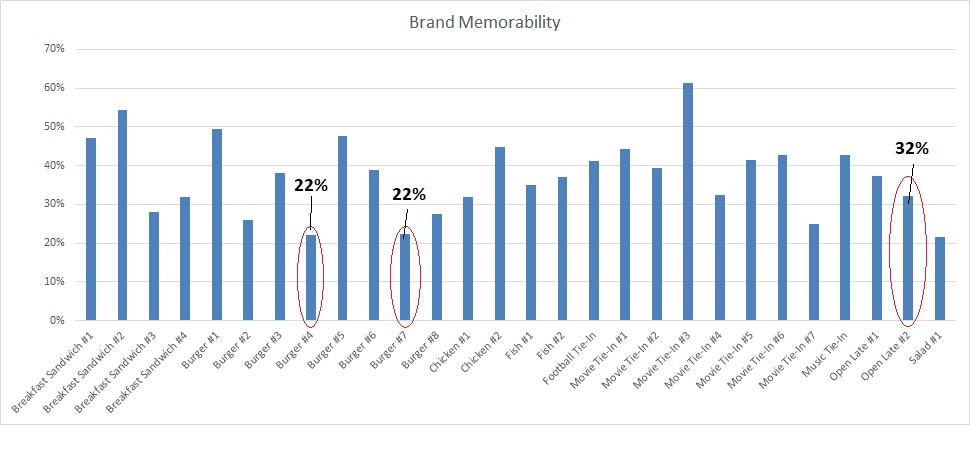 Brand Memorability
70%
60%
50%
40%
30%
20%
10%
0%
22%
22%
32%
Breakfast Sandwich #1
Breakfast Sandwich #2
Breakfast Sandwich #3
Breakfast Sandwich #4
Burger #1
Burger #2
Burger #3
Burger #4
Burger #5
Burger #6
Burger #7
Burger #8
Chicken #1
Chicken #2
Fish #1
Fish #2
Football Tie-In
Movie Tie-In #1
Movie Tie-In #2
Movie Tie-In #3
Movie Tie-In #4
Movie Tie-In #5
Movie Tie-In #6
Movie Tie-In #7
Music Tie-In
Open Late #1
Open Late #2
Salad #1